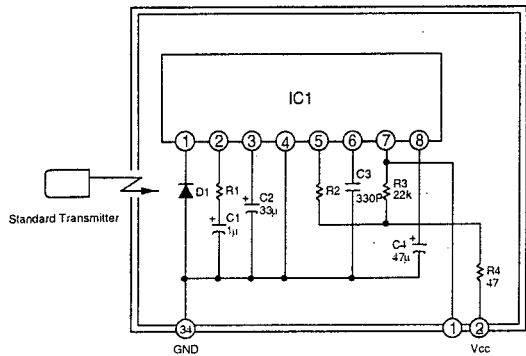 IC1
1 2 3 4 5 6 7 8
D1
R1
C1
1μ
C2
33μ
R2
C3
330P
R3
22k
C4
47μ
R4
47
Standard Transmitter
34
1 2
GND
Vcc